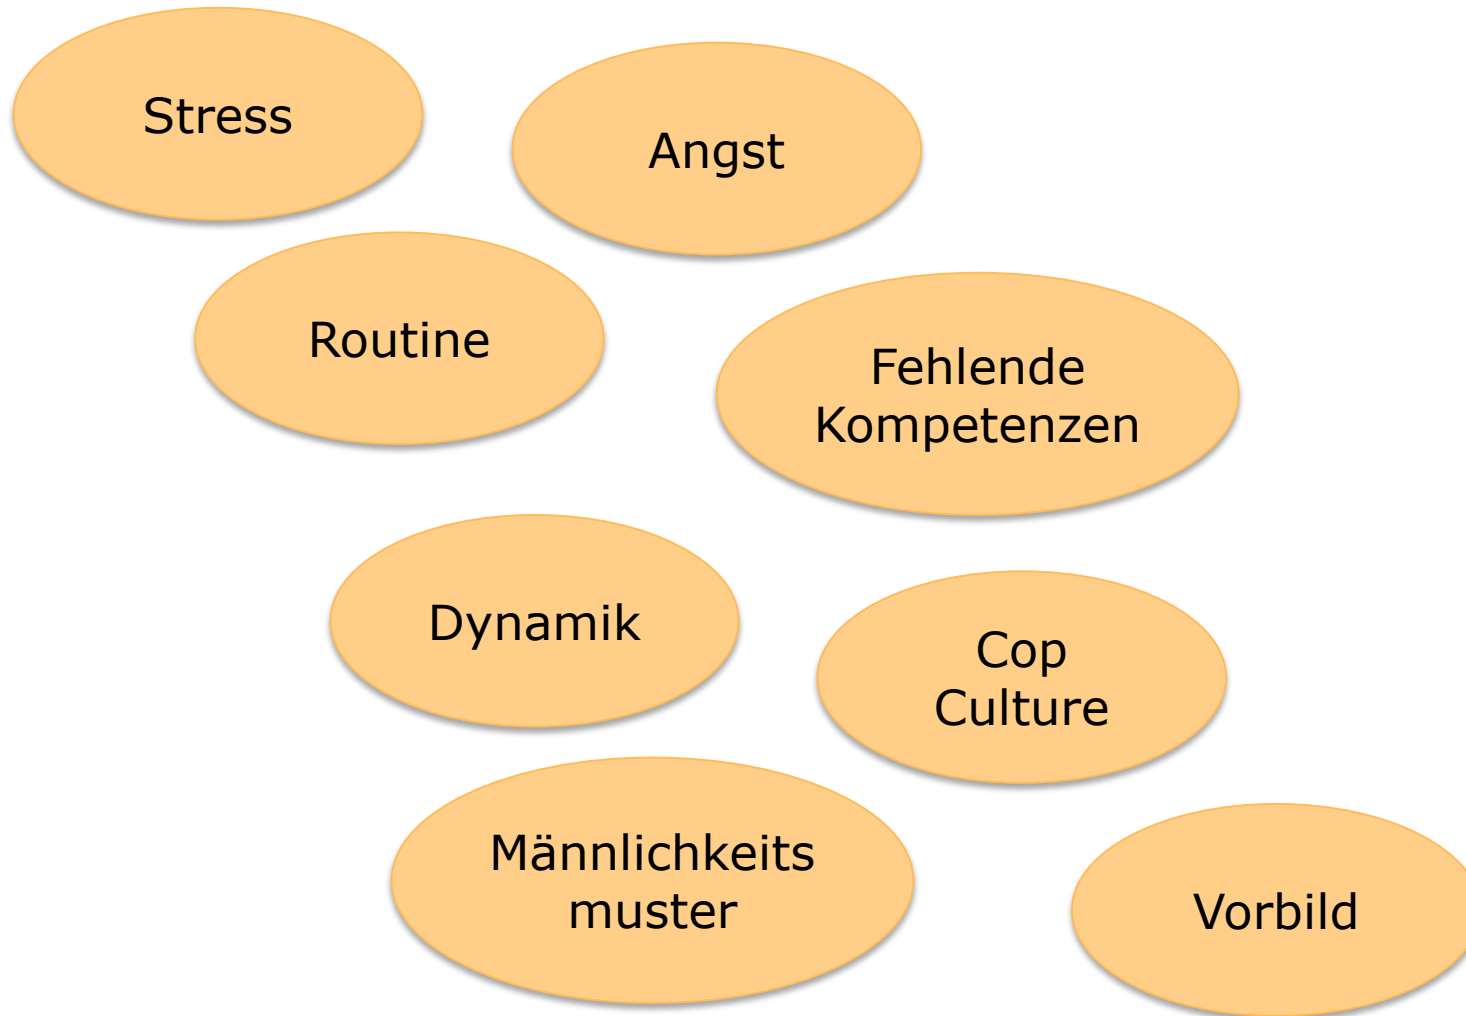 Stress
Angst
Routine
Fehlende
Kompetenzen
Dynamik
Cop
Culture
Männlichkeits
muster
Vorbild